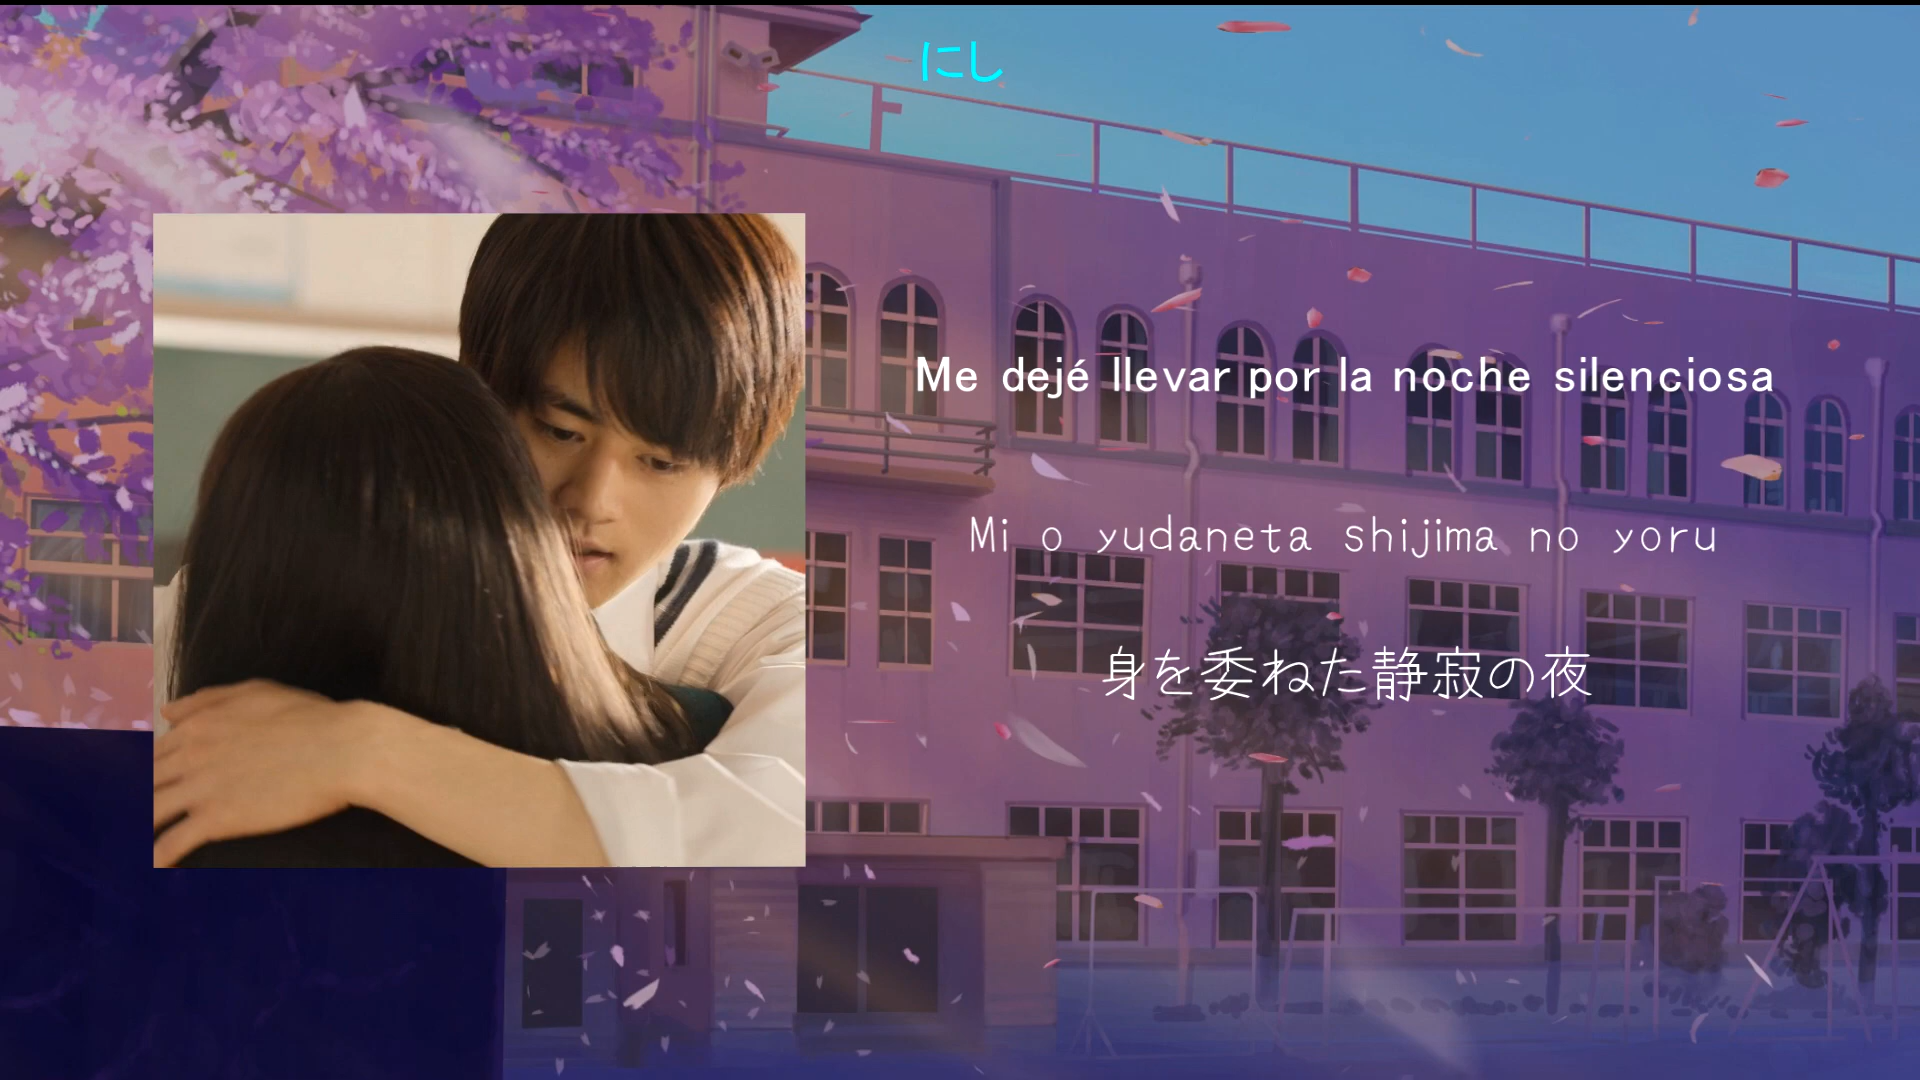 にし
Me dejé llevar por la noche silenciosa
Mi o yudaneta shijima no yoru
身を委ねた静寂の夜